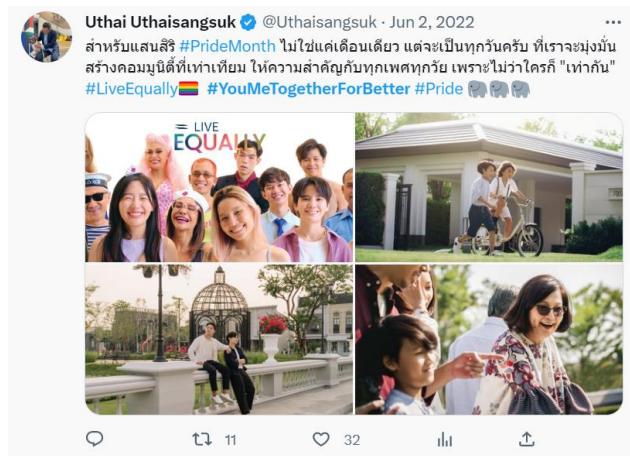 Uthai Uthaisangsuk @Uthaisangsuk · Jun 2, 2022
สำหรับแสนสิริ #PrideMonth ไม่ใช่แค่เดือนเดียว แต่จะเป็นทุกวันครับ ที่เราจะมุ่งมั่น
สร้างคอมมูนิตี้ที่เท่าเทียม ให้ความสำคัญกับทุกเพศทุกวัย เพราะไม่ว่าใครก็ "เท่ากัน"
#LiveEqually🏳️‍🌈 #YouMeTogetherForBetter #Pride 🐘🐘🐘
LIVE
EQUALLY
11 32